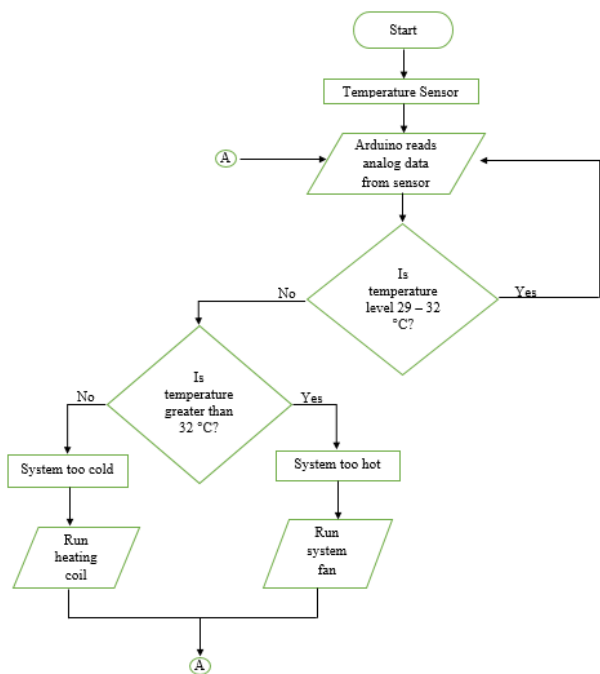 Start
Temperature Sensor
Arduino reads
analog data
from sensor
A
Is
temperature
level 29 – 32
°C?
No
Yes
Is
temperature
greater than
32 °C?
No
Yes
System too cold
System too hot
Run
heating
coil
Run
system
fan
A